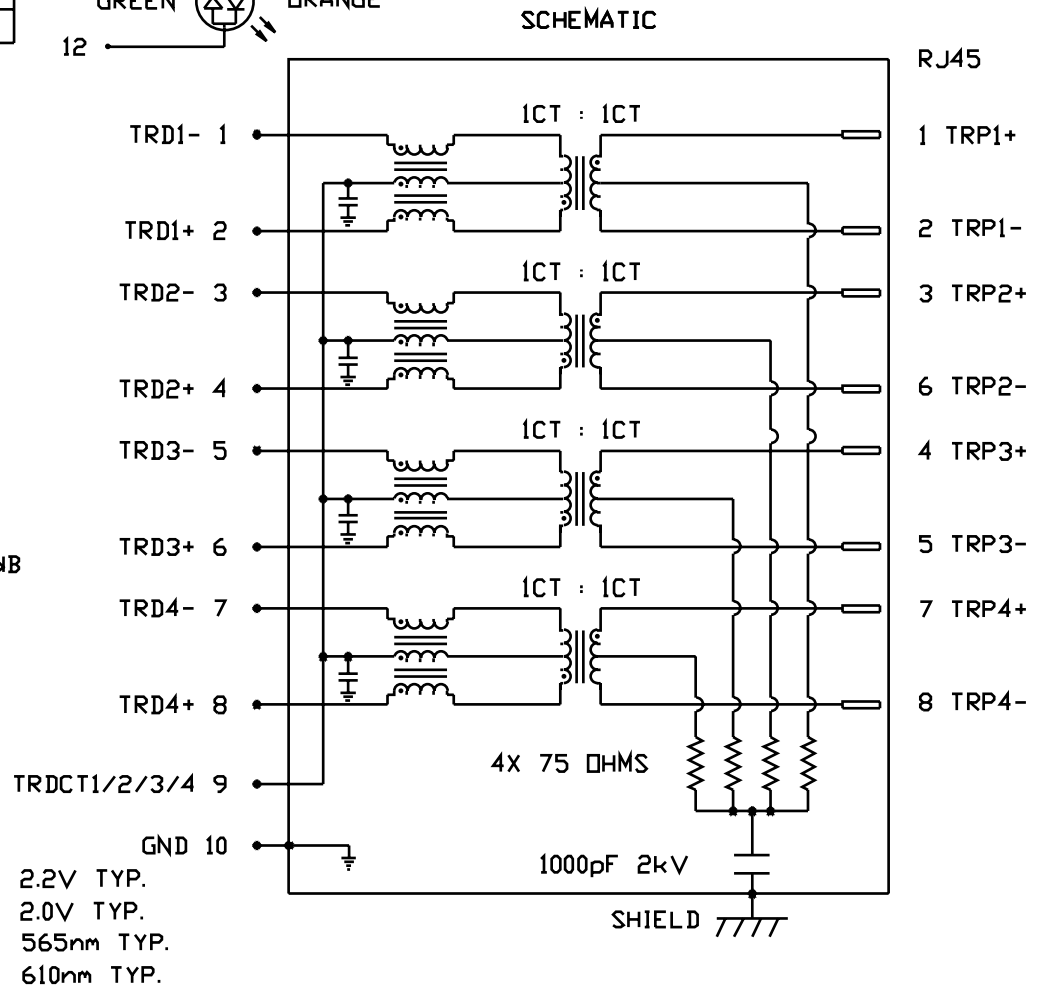 GREEN ORANGE
SCHEMATIC
12
RJ45
1CT : 1CT
TRD1- 1
1 TRP1+
TRD1+ 2
2 TRP1-
1CT : 1CT
TRD2- 3
3 TRP2+
TRD2+ 4
6 TRP2-
1CT : 1CT
TRD3- 5
4 TRP3+
TRD3+ 6
5 TRP3-
dB
1CT : 1CT
TRD4- 7
7 TRP4+
TRD4+ 8
8 TRP4-
4X 75 OHMS
TRDCT1/2/3/4 9
GND 10
1000pF 2kV
2.2V TYP.
2.0V TYP.
SHIELD
565nm TYP.
610nm TYP.